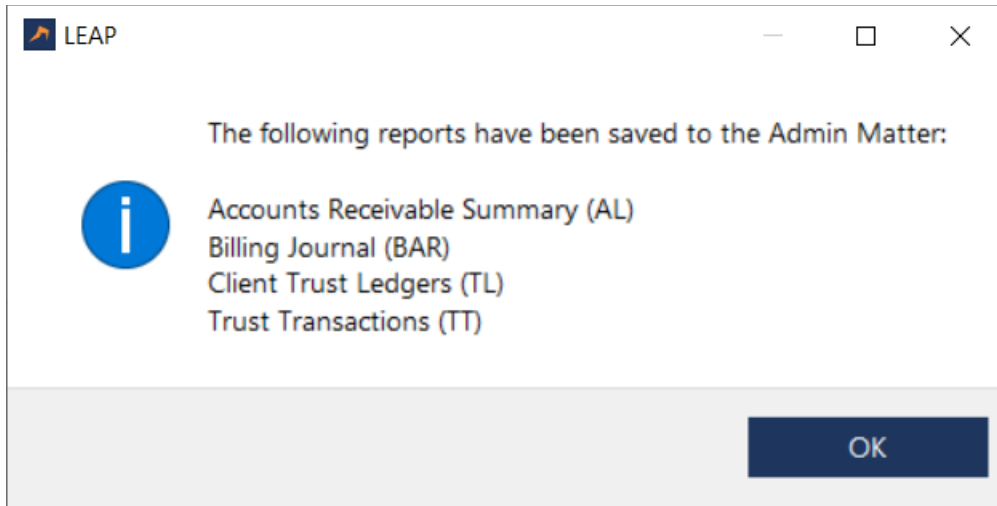 LEAP
The following reports have been saved to the Admin Matter:
Accounts Receivable Summary (AL)
Billing Journal (BAR)
Client Trust Ledgers (TL)
Trust Transactions (TT)
OK